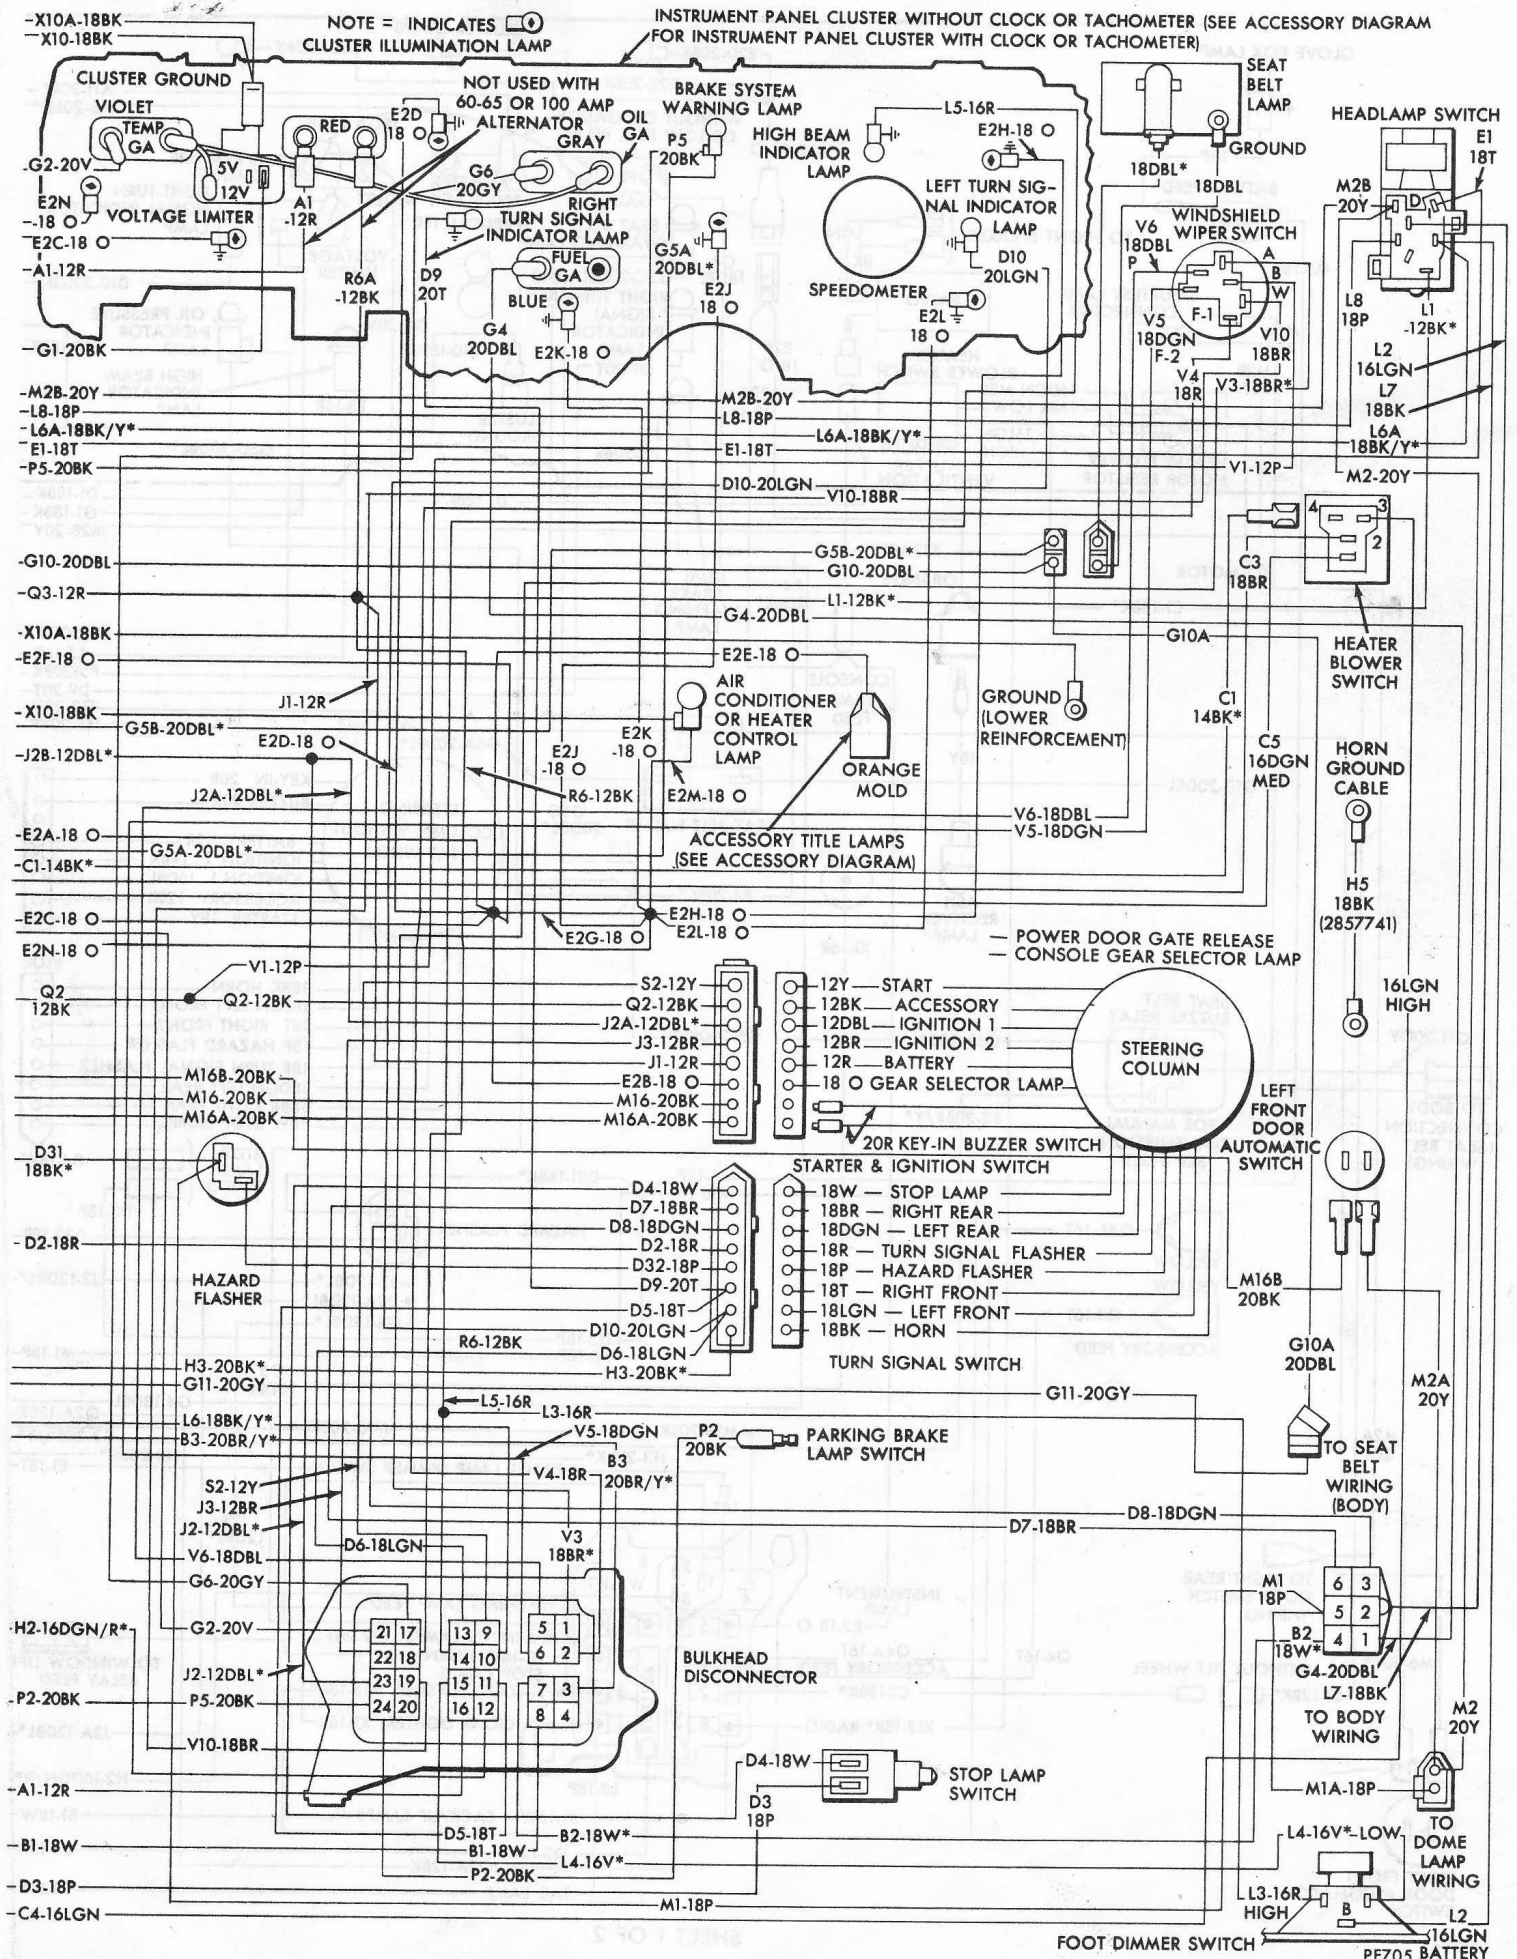 -X10A-18BK
-X10-18BK
NOTE = INDICATES
CLUSTER ILLUMINATION LAMP
INSTRUMENT PANEL CLUSTER WITHOUT CLOCK OR TACHOMETER (SEE ACCESSORY DIAGRAM
FOR INSTRUMENT PANEL CLUSTER WITH CLOCK OR TACHOMETER)
CLUSTER GROUND
VIOLET
TEMP
GA
RED
NOT USED WITH
60-65 OR 100 AMP
ALTERNATOR
E2D
18 O
OIL
GA
GRAY
G6
20GY
BRAKE SYSTEM
WARNING LAMP
P5
20BK
HIGH BEAM
INDICATOR
LAMP
L5-16R
E2H-18 O
SEAT
BELT
LAMP
GROUND
18DBL*
18DBL
HEADLAMP SWITCH
E1
18T
M2B
20Y
D
-G2-20V
5V
12V
E2N
-18 O
VOLTAGE LIMITER
A1
-12R
E2C-18 O
-A1-12R
R6A
-12BK
RIGHT
TURN SIGNAL
INDICATOR LAMP
FUEL
GA
BLUE
D9
20T
G4
20DBL
E2K-18 O
G5A
20DBL*
E2J
18 O
LEFT TURN SIG-
NAL INDICATOR
LAMP
D10
20LGN
SPEEDOMETER
E2L
18 O
WINDSHIELD
WIPER SWITCH
V6
18DBL
P
A
B
W
F-1
V5
18DGN
F-2
V10
18BR
V4
18R
V3-18BR*
L8
18P
L1
-12BK*
L2
16LGN
L7
18BK
L6A
18BK/Y*
-G1-20BK
-M2B-20Y
-L8-18P
-L6A-18BK/Y*
E1-18T
-P5-20BK
M2B-20Y
L8-18P
L6A-18BK/Y*
E1-18T
V1-12P
M2-20Y
D10-20LGN
V10-18BR
4
3
2
C3
18BR
HEATER
BLOWER
SWITCH
-G10-20DBL
-Q3-12R
G5B-20DBL*
G10-20DBL
L1-12BK*
G4-20DBL
G10A
-X10A-18BK
-E2F-18 O
J1-12R
-X10-18BK
G5B-20DBL*
E2D-18 O
-J2B-12DBL*
J2A-12DBL*
E2E-18 O
AIR
CONDITIONER
OR HEATER
CONTROL
LAMP
E2K
-18 O
E2J
-18 O
R6-12BK
E2M-18 O
ORANGE
MOLD
GROUND
(LOWER
REINFORCEMENT)
C1
14BK*
C5
16DGN
MED
HORN
GROUND
CABLE
V6-18DBL
V5-18DGN
ACCESSORY TITLE LAMPS
(SEE ACCESSORY DIAGRAM)
-E2A-18 O
G5A-20DBL*
-C1-14BK*
-E2C-18 O
E2N-18 O
V1-12P
Q2
12BK
Q2-12BK
E2G-18 O
E2H-18 O
E2L-18 O
H5
18BK
(2857741)
16LGN
HIGH
— POWER DOOR GATE RELEASE
— CONSOLE GEAR SELECTOR LAMP
S2-12Y
Q2-12BK
J2A-12DBL*
J3-12BR
J1-12R
E2B-18 O
M16-20BK
M16A-20BK
12Y — START
12BK — ACCESSORY
12DBL — IGNITION 1
12BR — IGNITION 2
12R — BATTERY
18 O GEAR SELECTOR LAMP
20R KEY-IN BUZZER SWITCH
STARTER & IGNITION SWITCH
STEERING
COLUMN
LEFT
FRONT
DOOR
AUTOMATIC
SWITCH
M16B-20BK
M16-20BK
M16A-20BK
D31
18BK*
D2-18R
HAZARD
FLASHER
D4-18W
D7-18BR
D8-18DGN
D2-18R
D32-18P
D9-20T
D5-18T
D10-20LGN
D6-18LGN
H3-20BK*
18W — STOP LAMP
18BR — RIGHT REAR
18DGN — LEFT REAR
18R — TURN SIGNAL FLASHER
18P — HAZARD FLASHER
18T — RIGHT FRONT
18LGN — LEFT FRONT
18BK — HORN
TURN SIGNAL SWITCH
M16B
20BK
G10A
20DBL
M2A
20Y
R6-12BK
H3-20BK*
G11-20GY
L5-16R
L3-16R
G11-20GY
L6-18BK/Y*
B3-20BR/Y*
V5-18DGN
V4-18R
B3
20BR/Y*
P2
20BK
PARKING BRAKE
LAMP SWITCH
TO SEAT
BELT
WIRING
(BODY)
S2-12Y
J3-12BR
J2-12DBL*
D6-18LGN
V3
18BR*
V6-18DBL
G6-20GY
D8-18DGN
D7-18BR
M1
18P
B2
18W*
6 3
5 2
4 1
G4-20DBL
L7-18BK
TO BODY
WIRING
M2
20Y
-H2-16DGN/R*
G2-20V
J2-12DBL*
-P2-20BK
P5-20BK
V10-18BR
21 17
22 18
23 19
24 20
13 9
14 10
15 11
16 12
5 1
6 2
7 3
8 4
BULKHEAD
DISCONNECTOR
D4-18W
D3
18P
STOP LAMP
SWITCH
M1A-18P
TO
DOME
LAMP
WIRING
-A1-12R
-B1-18W
-D3-18P
-C4-16LGN
D5-18T
B1-18W
P2-20BK
B2-18W*
L4-16V*
M1-18P
L4-16V*-LOW
L3-16R
HIGH
B
L2
16LGN
BATTERY
FOOT DIMMER SWITCH
PF705